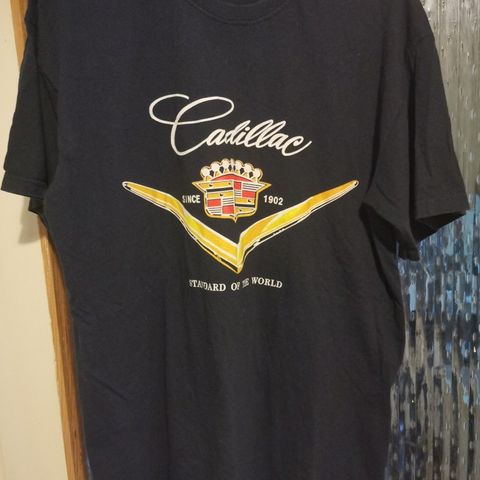 Cadillac
SINCE 1902
STANDARD OF THE WORLD